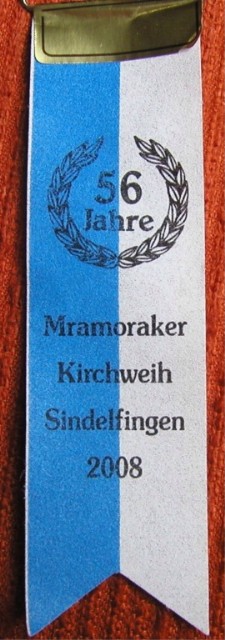 56
Jahre
Mramoraker
Kirchweih
Sindelfingen
2008